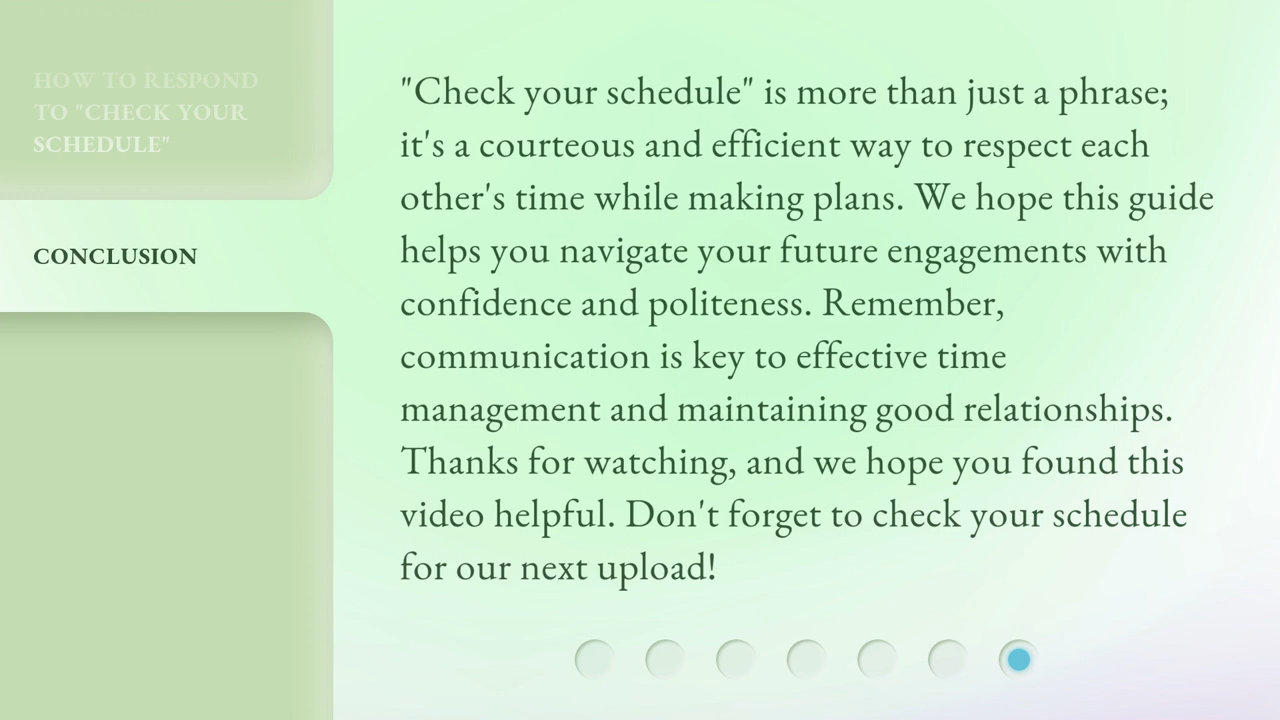 HOW TO RESPOND
TO "CHECK YOUR
SCHEDULE"
CONCLUSION
"Check your schedule" is more than just a phrase;
it's a courteous and efficient way to respect each
other's time while making plans. We hope this guide
helps you navigate your future engagements with
confidence and politeness. Remember,
communication is key to effective time
management and maintaining good relationships.
Thanks for watching, and we hope you found this
video helpful. Don't forget to check your schedule
for our next upload!